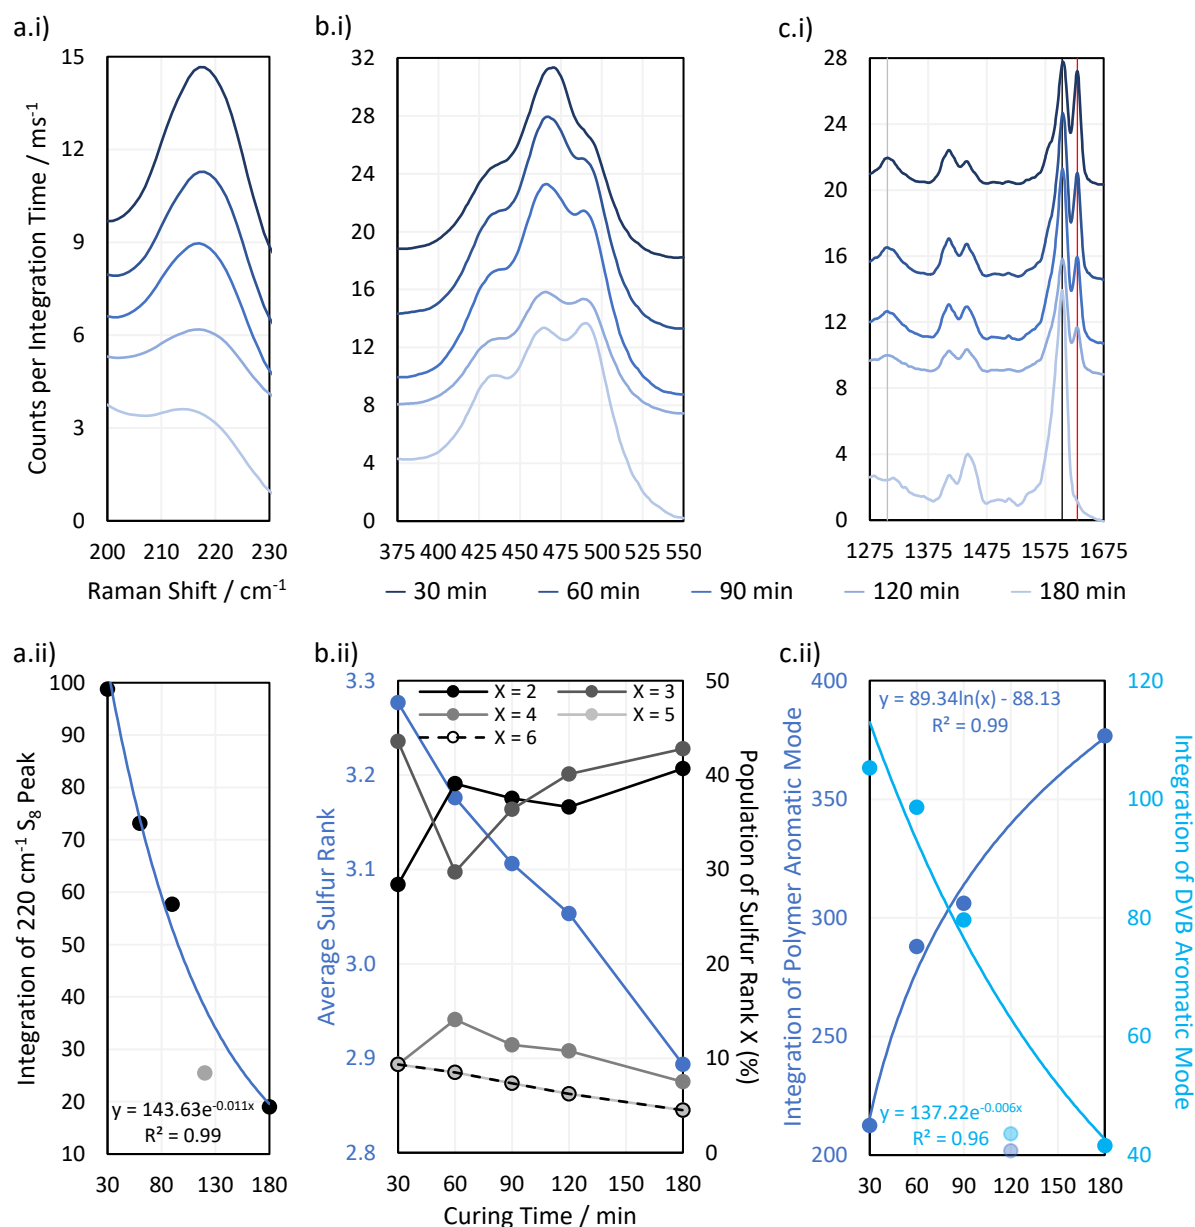 a.i)
b.i)
c.i)
Counts per Integration Time / ms⁻¹
15
12
9
6
3
0
200 210 220 230
32
28
24
20
16
12
8
4
0
375 400 425 450 475 500 525 550
28
24
20
16
12
8
4
0
1275 1375 1475 1575 1675
Raman Shift / cm⁻¹
30 min 60 min 90 min 120 min 180 min
a.ii)
b.ii)
c.ii)
Integration of 220 cm⁻¹ S₈ Peak
100
90
80
70
60
50
40
30
20
10
y = 143.63e⁻⁰·⁰¹¹ˣ
R² = 0.99
30 80 130 180
Average Sulfur Rank
3.3
3.2
3.1
3.0
2.9
2.8
X = 2 X = 3
X = 4 X = 5
X = 6
50
40
30
20
10
0
Population of Sulfur Rank X (%)
30 60 90 120 150 180
Curing Time / min
Integration of Polymer Aromatic Mode
400
350
300
250
200
y = 89.34ln(x) - 88.13
R² = 0.99
y = 137.22e⁻⁰·⁰⁰⁶ˣ
R² = 0.96
120
100
80
60
40
Integration of DVB Aromatic Mode
30 60 90 120 150 180